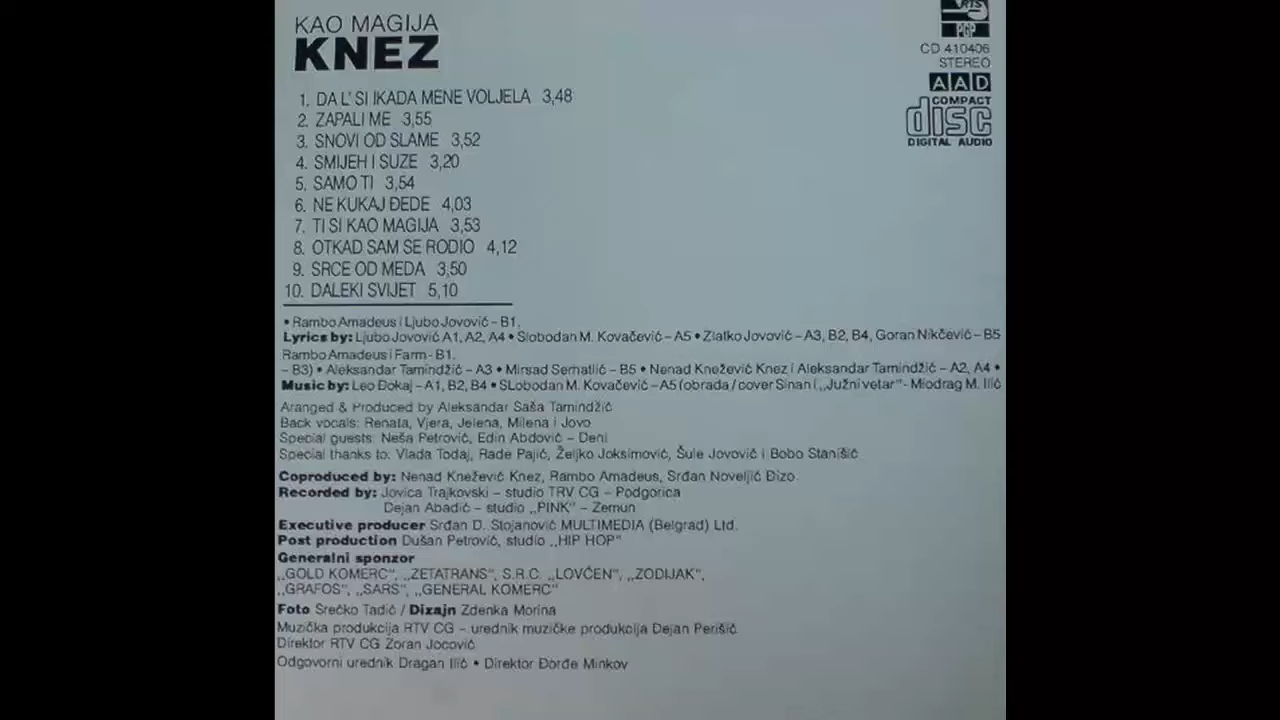 KAO MAGIJA
KNEZ
RTS
PGP
CD 410406
STEREO
AAD
COMPACT
disc
DIGITAL AUDIO
1. DA L' SI IKADA MENE VOLJELA 3,48
2. ZAPALI ME 3,55
3. SNOVI OD SLAME 3,52
4. SMIJEH I SUZE 3,20
5. SAMO TI 3,54
6. NE KUKAJ ĐEDE 4,03
7. TI SI KAO MAGIJA 3,53
8. OTKAD SAM SE RODIO 4,12
9. SRCE OD MEDA 3,50
10. DALEKI SVIJET 5,10
• Rambo Amadeus i Ljubo Jovović – B1,
Lyrics by: Ljubo Jovović A1, A2, A4 • Slobodan M. Kovačević – A5 • Zlatko Jovović – A3, B2, B4, Goran Nikčević – B5
Rambo Amadeus i Farm - B1.
– B3) • Aleksandar Tamindžić – A3 • Mirsad Serhatlić – B5 • Nenad Knežević Knez i Aleksandar Tamindžić – A2, A4 •
Music by: Leo Đokaj – A1, B2, B4 • SLobodan M. Kovačević – A5 (obrada / cover Sinan i ,,Južni vetar" - Miodrag M. Ilić
Aranged & Produced by Aleksandar Saša Tamindžić
Back vocals: Renata, Vjera, Jelena, Milena i Jovo
Special guests: Neša Petrović, Edin Abdović – Deni
Special thanks to: Vlada Todaj, Rade Pajić, Željko Joksimović, Šule Jovović i Bobo Stanišić
Coproduced by: Nenad Knežević Knez, Rambo Amadeus, Srđan Noveljić Đizo
Recorded by: Jovica Trajkovski – studio TRV CG – Podgorica
Dejan Abadić – studio ,,PINK" – Zemun
Executive producer Srđan D. Stojanović MULTIMEDIA (Belgrad) Ltd.
Post production Dušan Petrović, studio ,,HIP HOP"
Generalni sponzor
,,GOLD KOMERC", ,,ZETATRANS", S.R.C. ,,LOVĆEN", ,,ZODIJAK",
,,GRAFOS", ,,SARS", ,,GENERAL KOMERC"
Foto Srećko Tadić / Dizajn Zdenka Morina
Muzička produkcija RTV CG – urednik muzičke produkcija Dejan Perišić
Direktor RTV CG Zoran Jocović
Odgovorni urednik Dragan Ilić • Direktor Đorđe Minkov